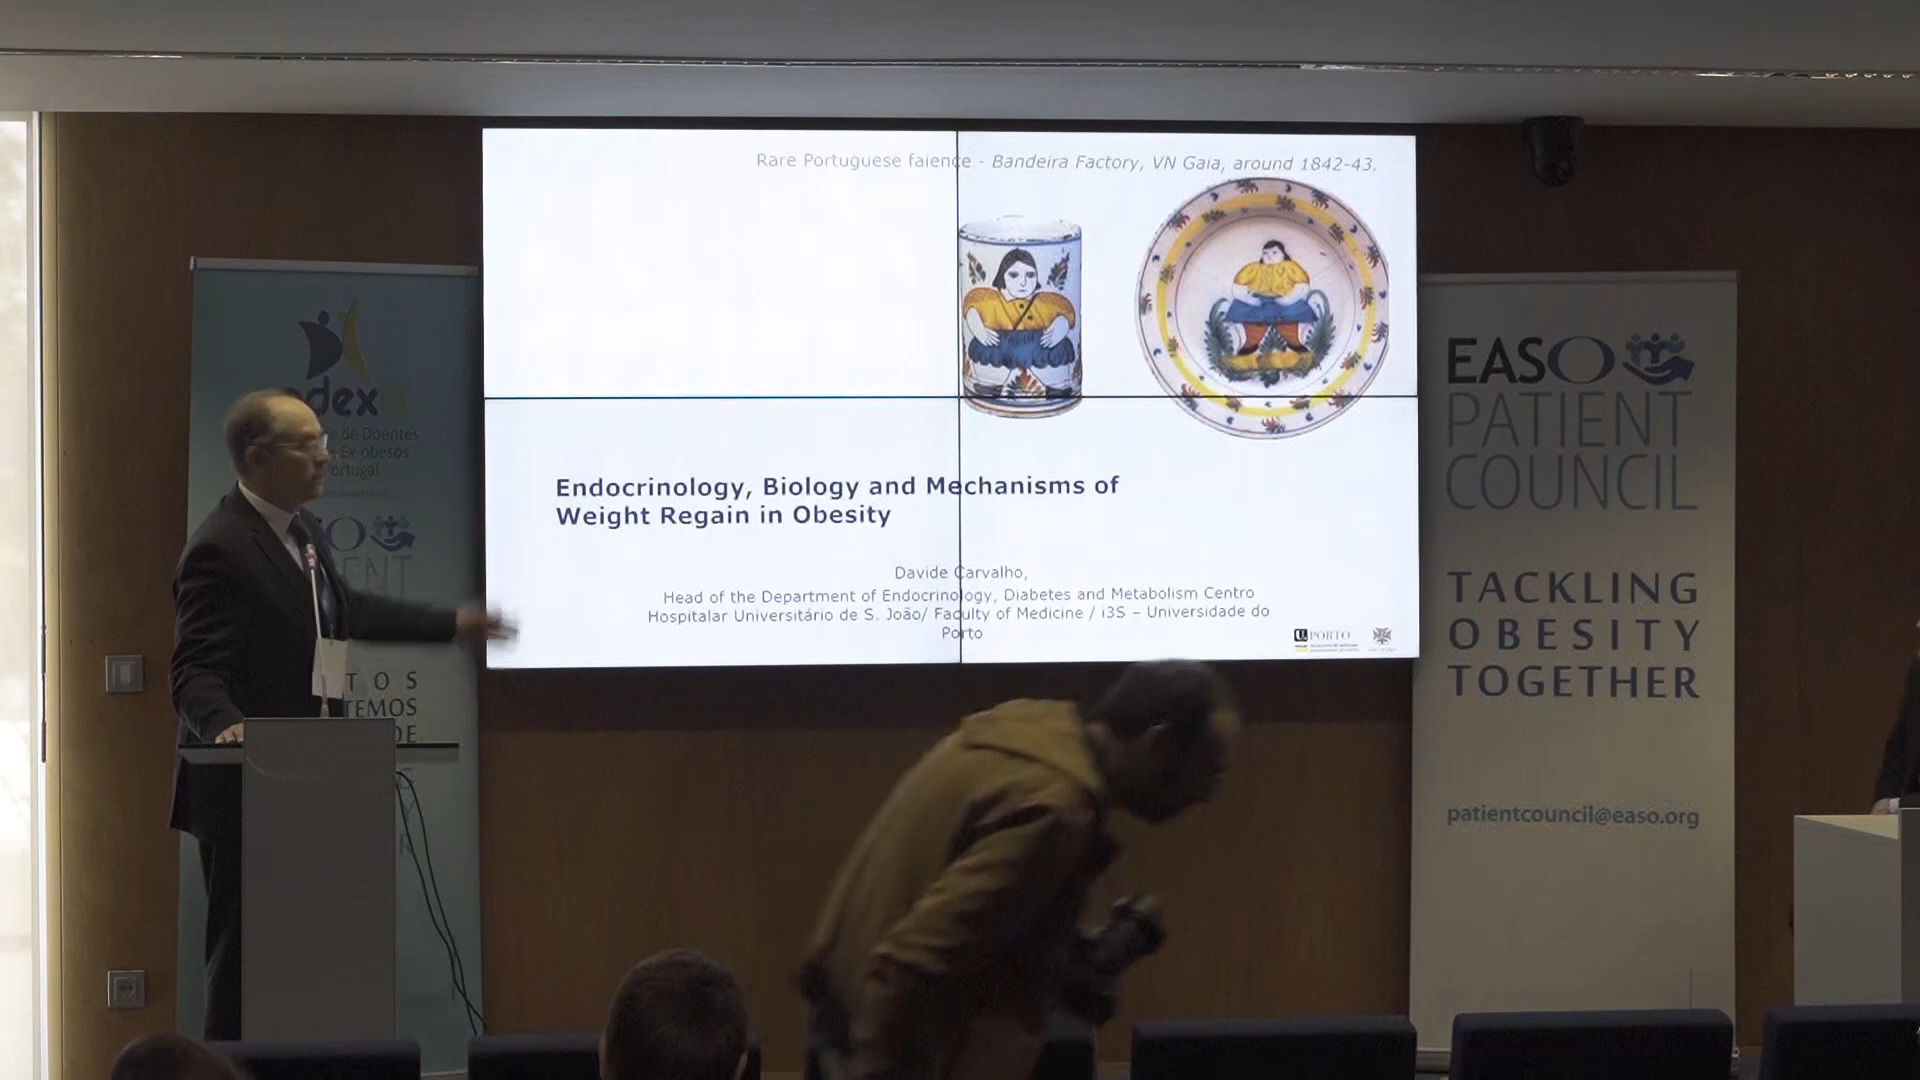 Rare Portuguese faience - Bandeira Factory, VN Gaia, around 1842-43.
Endocrinology, Biology and Mechanisms of
Weight Regain in Obesity
Davide Carvalho,
Head of the Department of Endocrinology, Diabetes and Metabolism Centro
Hospitalar Universitário de S. João/ Faculty of Medicine / i3S – Universidade do
Porto
U. PORTO
dexo
de Doentes
Ex-obesos
ortugal
TOS
TEMOS
DE
EASO
PATIENT
COUNCIL
TACKLING
OBESITY
TOGETHER
patientcouncil@easo.org